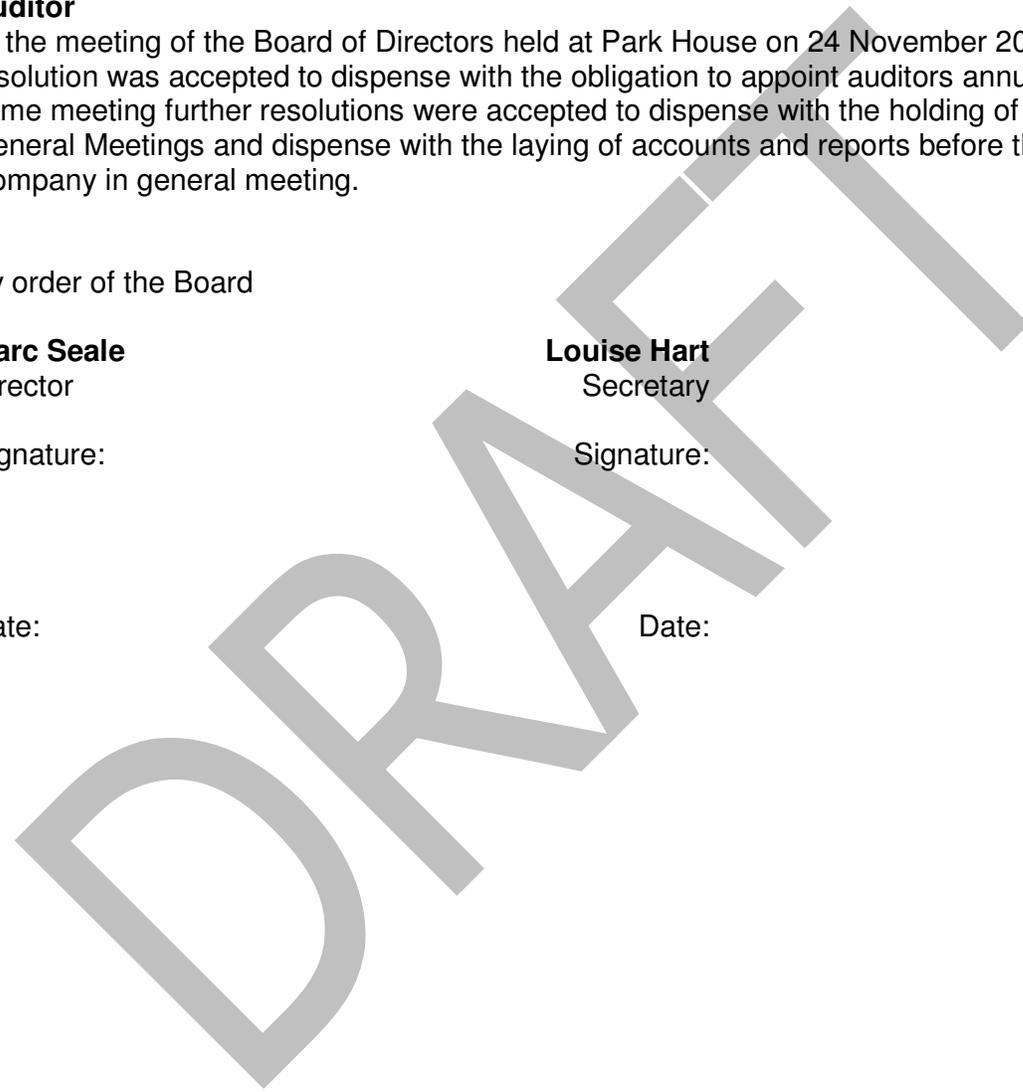 uditor
the meeting of the Board of Directors held at Park House on 24 November 20
solution was accepted to dispense with the obligation to appoint auditors annu
me meeting further resolutions were accepted to dispense with the holding of
eneral Meetings and dispense with the laying of accounts and reports before th
ompany in general meeting.
y order of the Board
arc Seale Louise Hart
rector Secretary
gnature: Signature:
ate: Date:
DRAFT